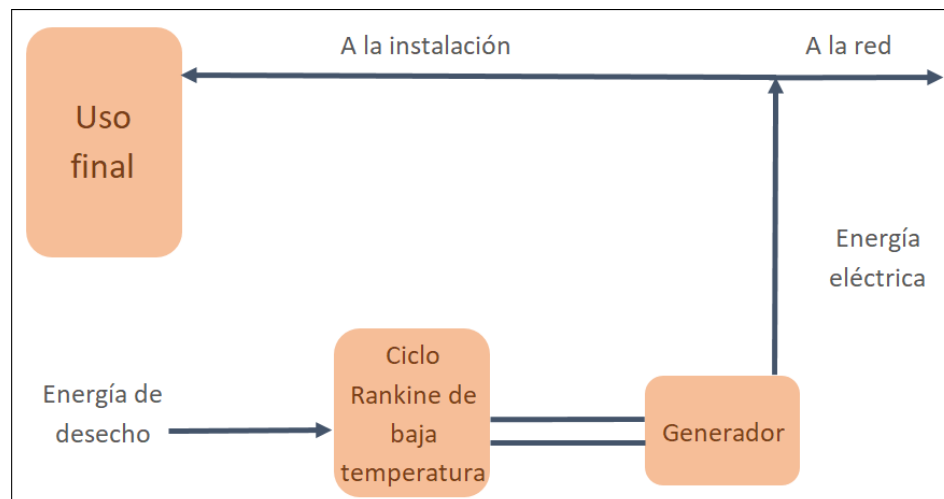 A la instalación
A la red
Uso
final
Energía
eléctrica
Energía de
desecho
Ciclo
Rankine de
baja
temperatura
Generador